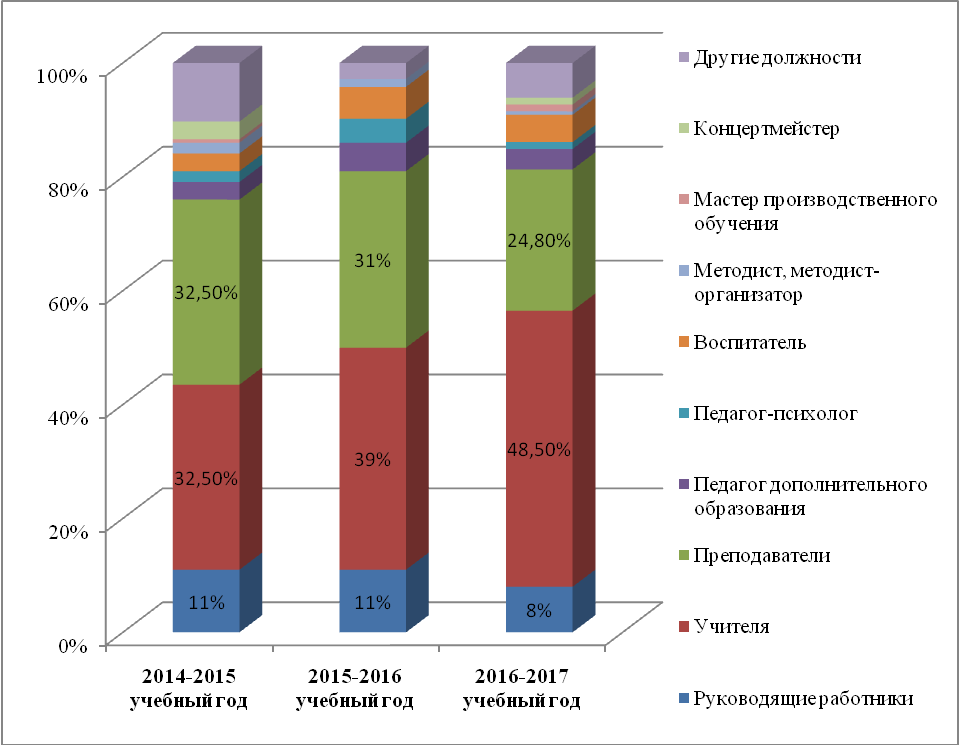 100%
80%
60%
40%
20%
0%
32,50%
32,50%
11%
31%
39%
11%
24,80%
48,50%
8%
2014-2015
учебный год
2015-2016
учебный год
2016-2017
учебный год
Другие должности
Концертмейстер
Мастер производственного
обучения
Методист, методист-
организатор
Воспитатель
Педагог-психолог
Педагог дополнительного
образования
Преподаватели
Учителя
Руководящие работники